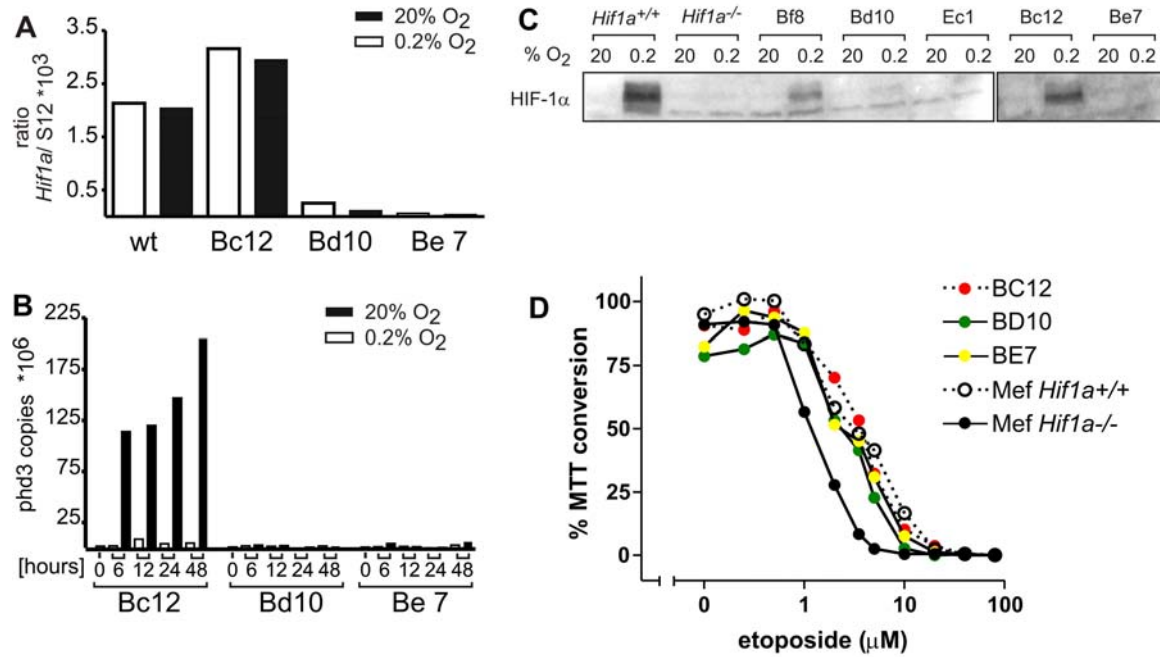 A
20% O2
0.2% O2
ratio
Hif1a/ S12 *10^3
3.5
2.5
1.5
0.5
wt Bc12 Bd10 Be 7
B
20% O2
0.2% O2
phd3 copies *10^6
225
175
125
75
25
[hours] 0 6 12 24 48 0 6 12 24 48 0 6 12 24 48
Bc12 Bd10 Be 7
C
Hif1a+/+ Hif1a-/- Bf8 Bd10 Ec1 Bc12 Be7
% O2 20 0.2 20 0.2 20 0.2 20 0.2 20 0.2 20 0.2 20 0.2
HIF-1α
D
BC12
BD10
BE7
Mef Hif1a+/+
Mef Hif1a-/-
% MTT conversion
100
75
50
25
0
0 1 10 100
etoposide (μM)